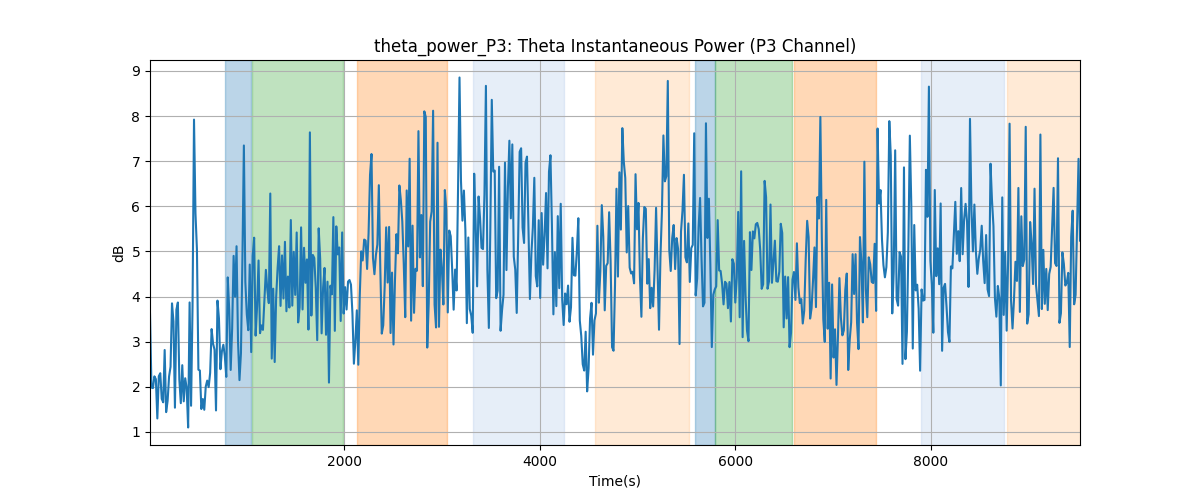 theta_power_P3: Theta Instantaneous Power (P3 Channel)
9
8
7
6
5
4
3
2
1
dB
2000 4000 6000 8000
Time(s)